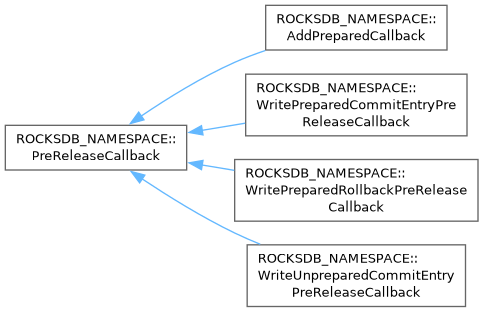 ROCKSDB_NAMESPACE::
AddPreparedCallback
ROCKSDB_NAMESPACE::
WritePreparedCommitEntryPre
ReleaseCallback
ROCKSDB_NAMESPACE::
PreReleaseCallback
ROCKSDB_NAMESPACE::
WritePreparedRollbackPreRelease
Callback
ROCKSDB_NAMESPACE::
WriteUnpreparedCommitEntry
PreReleaseCallback